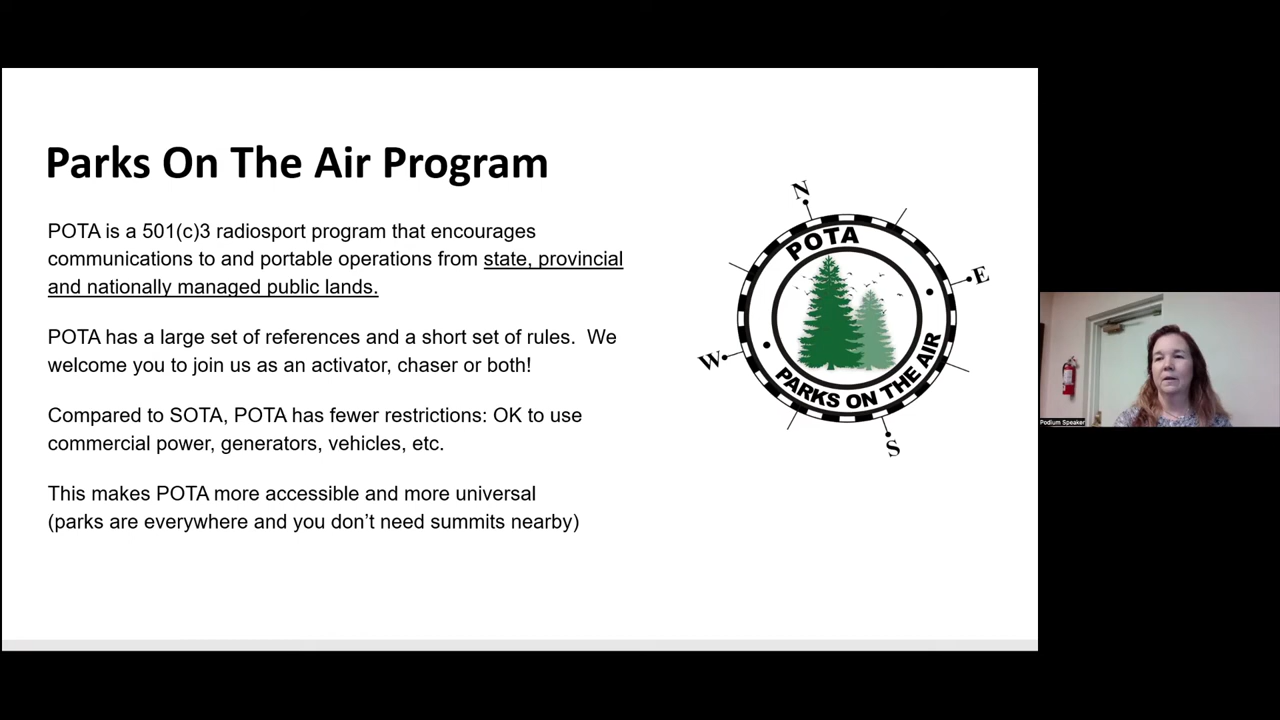 Parks On The Air Program
POTA is a 501(c)3 radiosport program that encourages
communications to and portable operations from state, provincial
and nationally managed public lands.
POTA has a large set of references and a short set of rules.  We
welcome you to join us as an activator, chaser or both!
Compared to SOTA, POTA has fewer restrictions: OK to use
commercial power, generators, vehicles, etc.
This makes POTA more accessible and more universal
(parks are everywhere and you don’t need summits nearby)
N
POTA
E
W
PARKS ON THE AIR
S
Podium Speaker